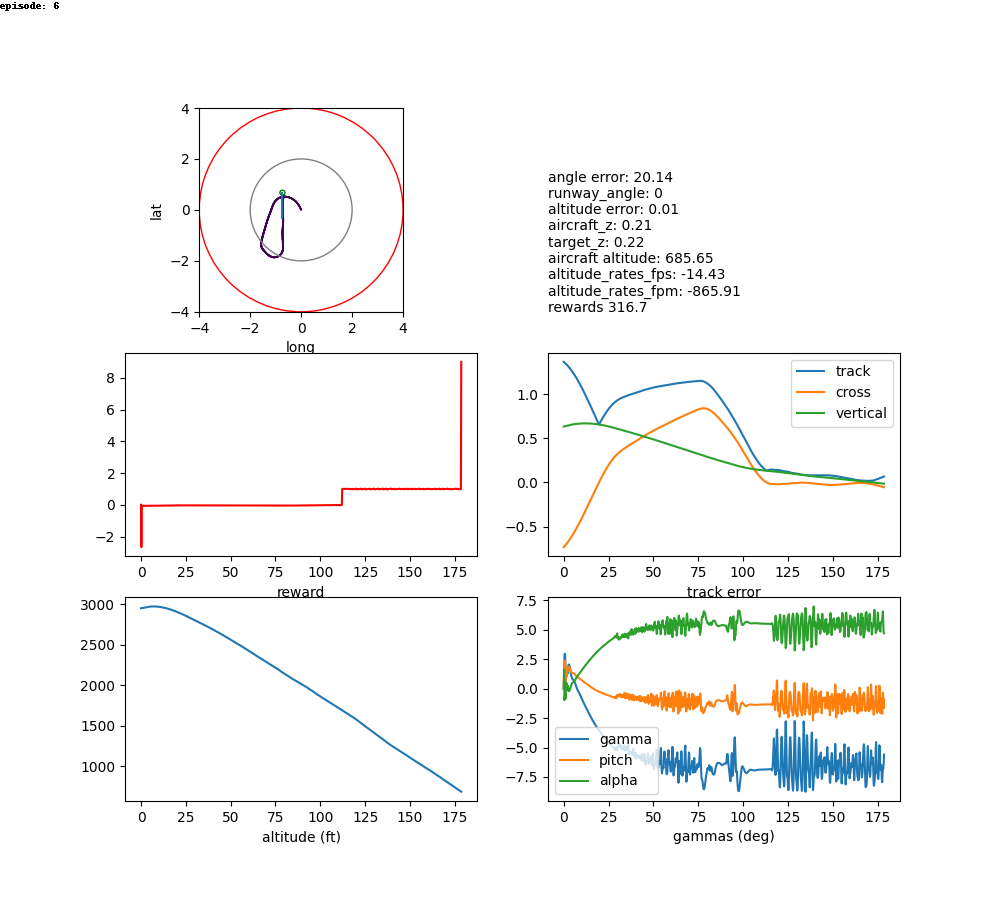 episode: 6
4
2
0
−2
−4
lat
−4 −2 0 2 4
long
angle error: 20.14
runway_angle: 0
altitude error: 0.01
aircraft_z: 0.21
target_z: 0.22
aircraft altitude: 685.65
altitude_rates_fps: -14.43
altitude_rates_fpm: -865.91
rewards 316.7
8
6
4
2
0
−2
0 25 50 75 100 125 150 175
reward
1.0
0.5
0.0
−0.5
track
cross
vertical
0 25 50 75 100 125 150 175
track error
3000
2500
2000
1500
1000
0 25 50 75 100 125 150 175
altitude (ft)
7.5
5.0
2.5
0.0
−2.5
−5.0
−7.5
gamma
pitch
alpha
0 25 50 75 100 125 150 175
gammas (deg)